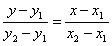 (y - y₁)/(y₂ - y₁) = (x - x₁)/(x₂ - x₁)